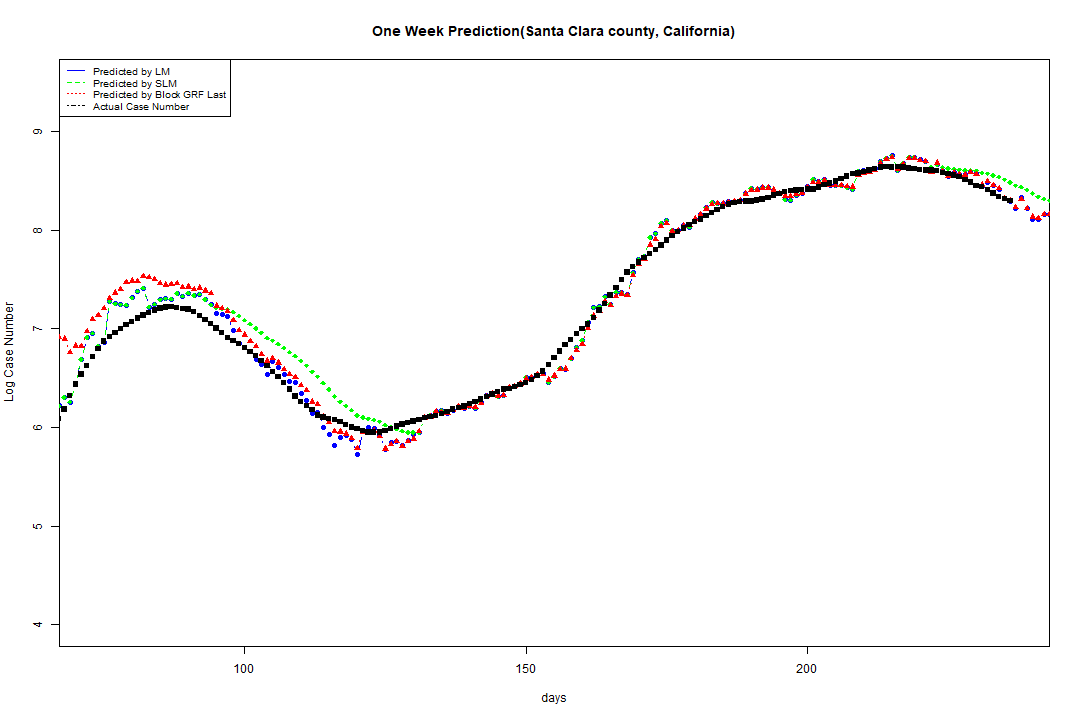 One Week Prediction(Santa Clara county, California)
Predicted by LM
Predicted by SLM
Predicted by Block GRF Last
Actual Case Number
9
8
7
6
5
4
Log Case Number
100 150 200
days